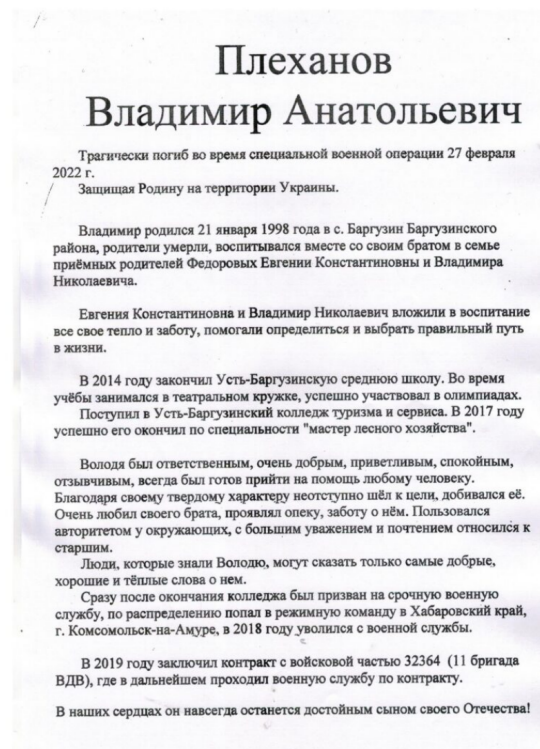 Плеханов
Владимир Анатольевич
Трагически погиб во время специальной военной операции 27 февраля
2022 г.
Защищая Родину на территории Украины.
Владимир родился 21 января 1998 года в с. Баргузин Баргузинского
района, родители умерли, воспитывался вместе со своим братом в семье
приёмных родителей Федоровых Евгении Константиновны и Владимира
Николаевича.
Евгения Константиновна и Владимир Николаевич вложили в воспитание
все свое тепло и заботу, помогали определиться и выбрать правильный путь
в жизни.
В 2014 году закончил Усть-Баргузинскую среднюю школу. Во время
учёбы занимался в театральном кружке, успешно участвовал в олимпиадах.
Поступил в Усть-Баргузинский колледж туризма и сервиса. В 2017 году
успешно его окончил по специальности "мастер лесного хозяйства".
Володя был ответственным, очень добрым, приветливым, спокойным,
отзывчивым, всегда был готов прийти на помощь любому человеку.
Благодаря своему твердому характеру неотступно шёл к цели, добивался её.
Очень любил своего брата, проявлял опеку, заботу о нём. Пользовался
авторитетом у окружающих, с большим уважением и почтением относился к
старшим.
Люди, которые знали Володю, могут сказать только самые добрые,
хорошие и тёплые слова о нем.
Сразу после окончания колледжа был призван на срочную военную
службу, по распределению попал в режимную команду в Хабаровский край,
г. Комсомольск-на-Амуре, в 2018 году уволился с военной службы.
В 2019 году заключил контракт с войсковой частью 32364 (11 бригада
ВДВ), где в дальнейшем проходил военную службу по контракту.
В наших сердцах он навсегда останется достойным сыном своего Отечества!